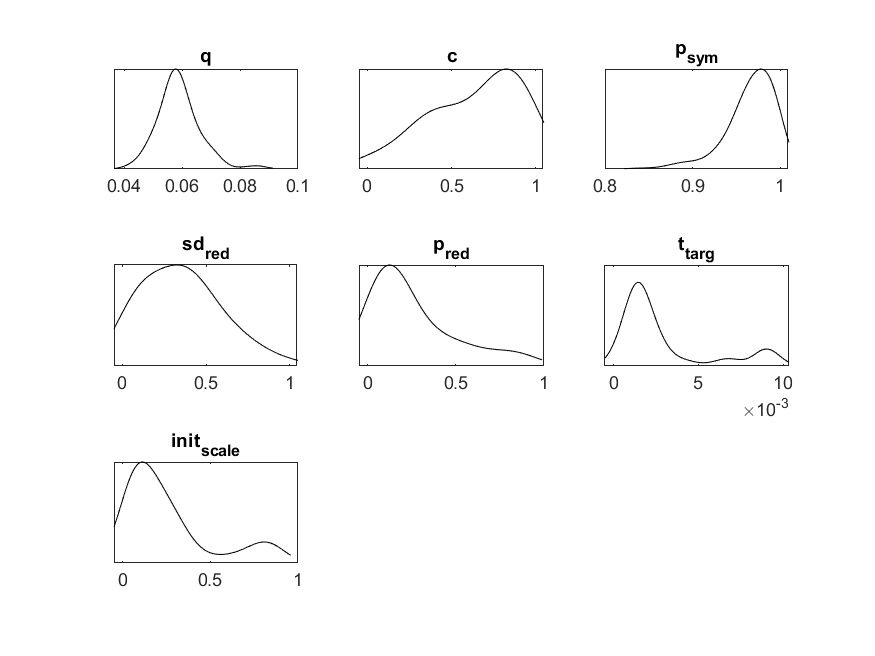 q c p_sym
0.04 0.06 0.08 0.1 0 0.5 1 0.8 0.9 1
sd_red p_red t_targ
0 0.5 1 0 0.5 1 0 5 10
×10^-3
init_scale
0 0.5 1